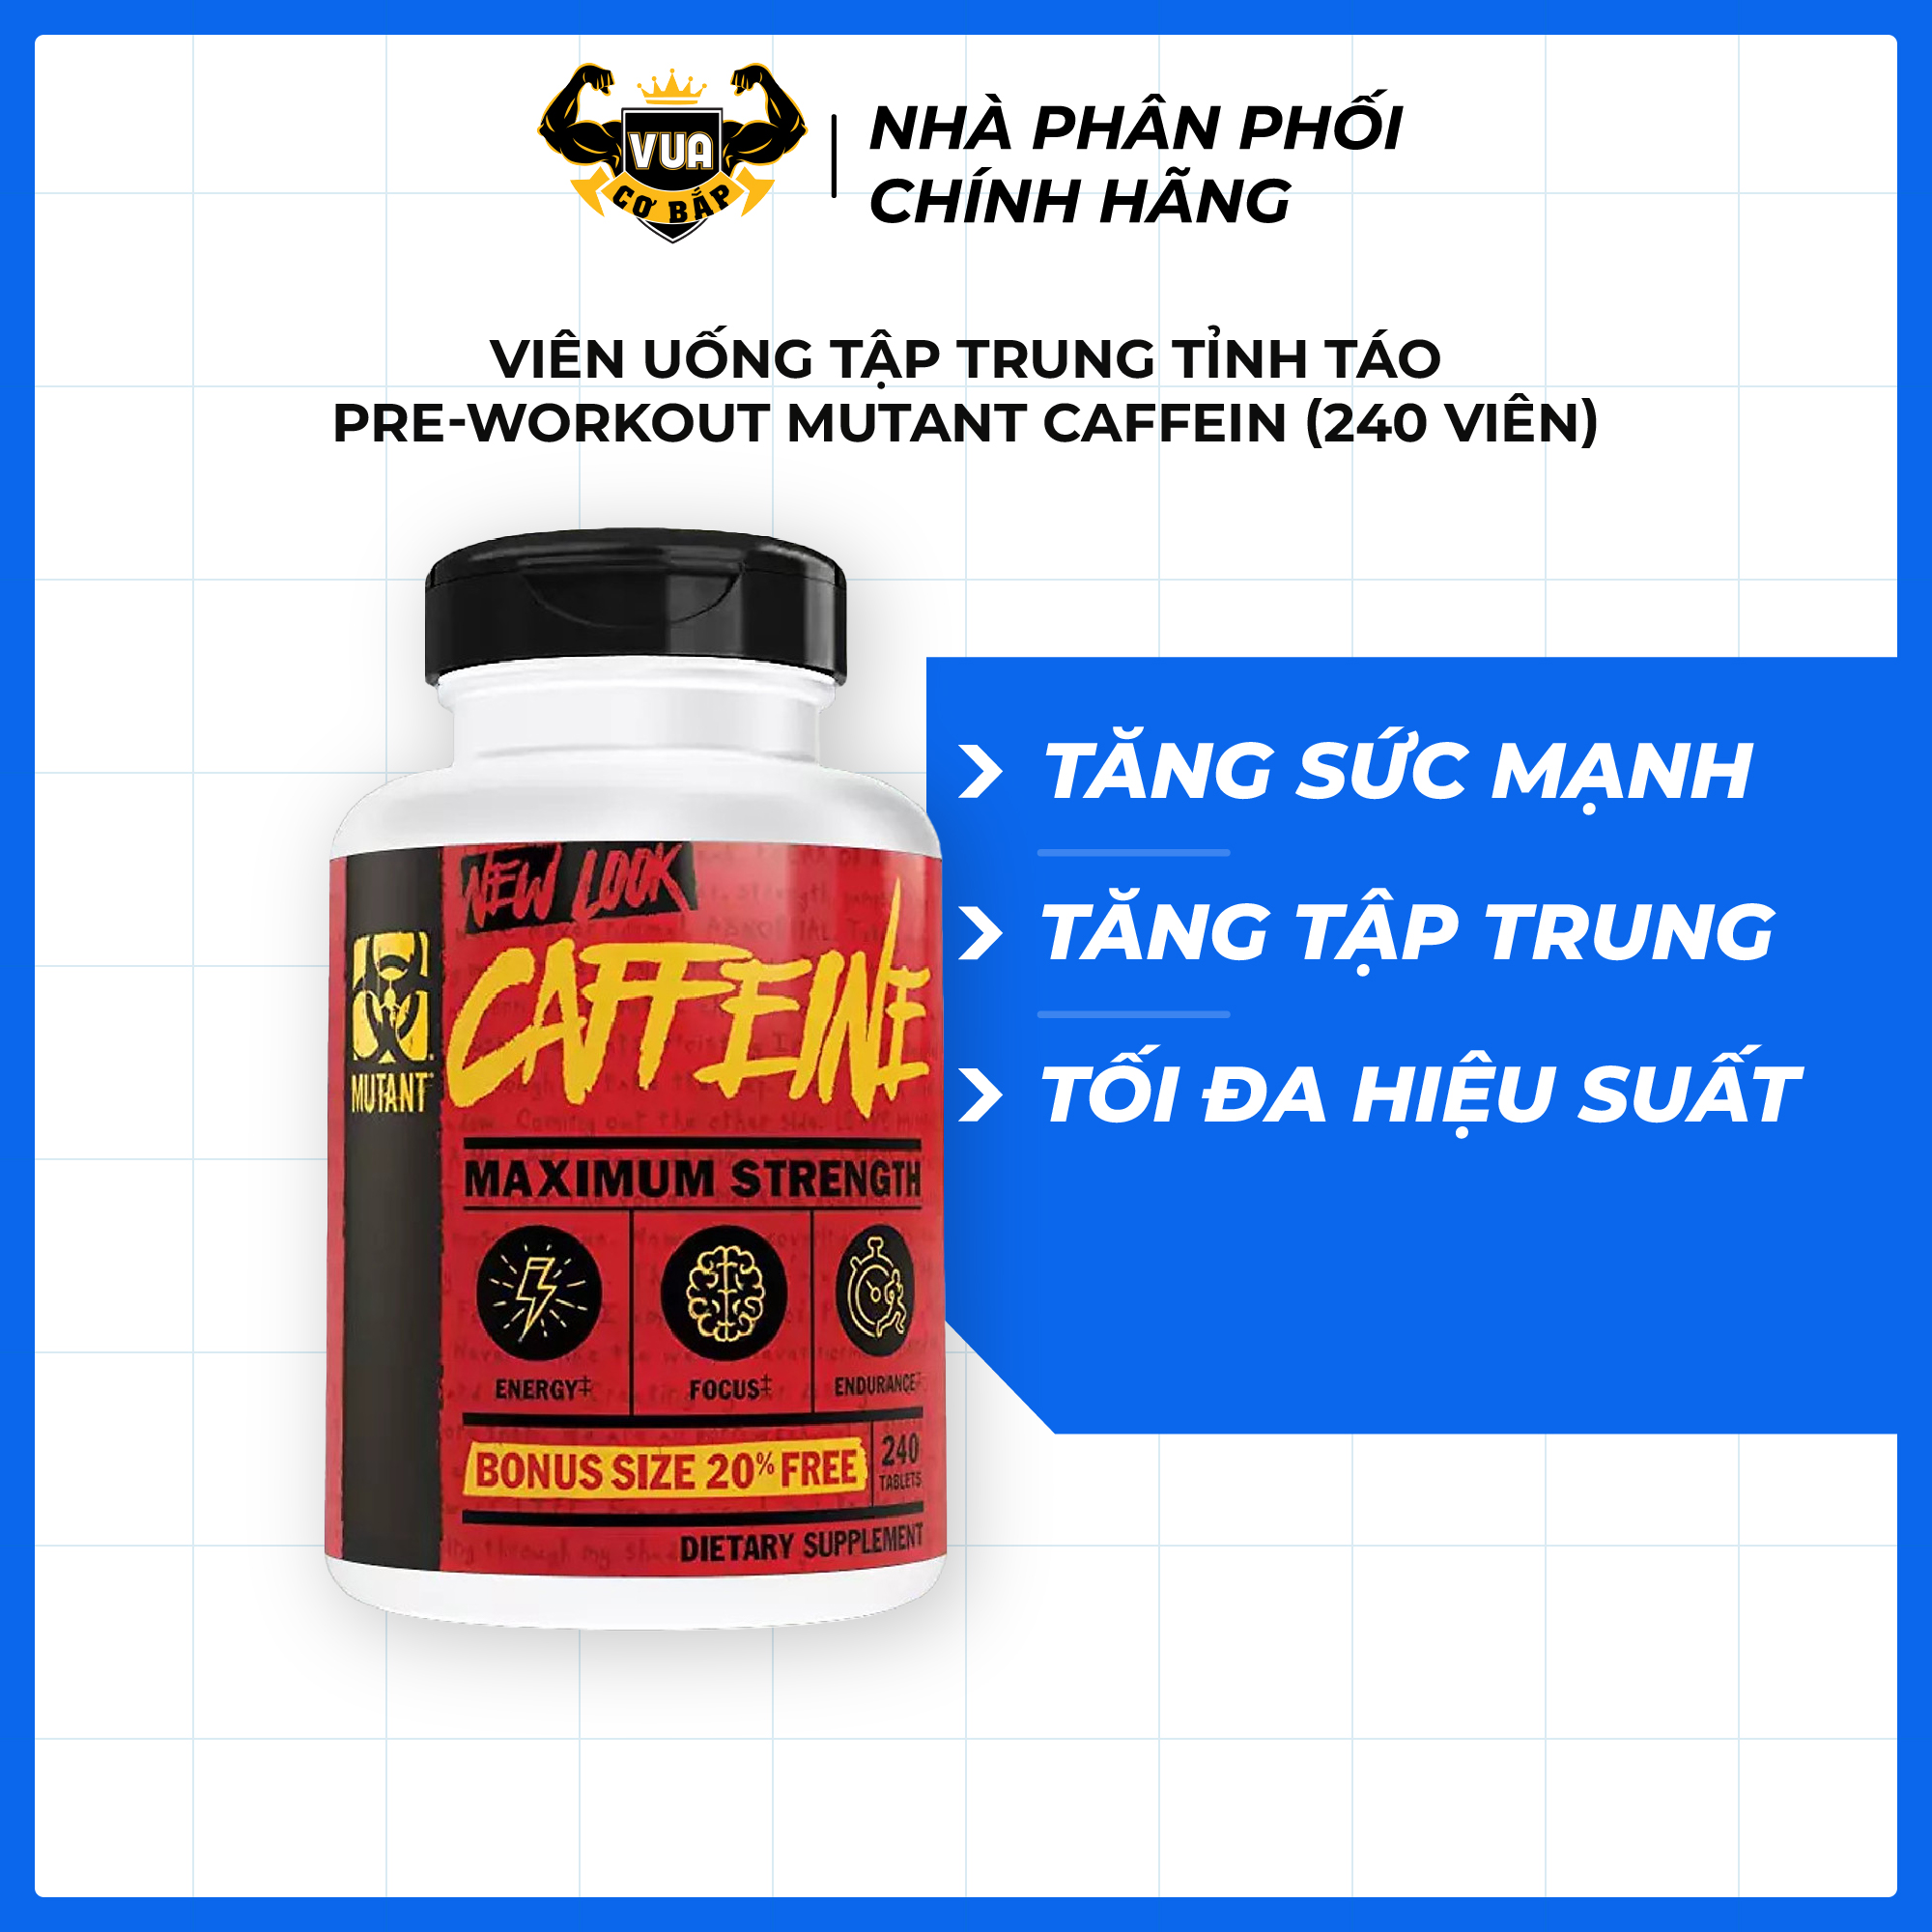 VUA
CƠ BẮP
NHÀ PHÂN PHỐI
CHÍNH HÃNG
VIÊN UỐNG TẬP TRUNG TỈNH TÁO
PRE-WORKOUT MUTANT CAFFEIN (240 VIÊN)
TĂNG SỨC MẠNH
TĂNG TẬP TRUNG
TỐI ĐA HIỆU SUẤT
NEW LOOK
CAFFEINE
MUTANT
MAXIMUM STRENGTH
ENERGY‡
FOCUS‡
ENDURANCE‡
BONUS SIZE 20% FREE
240
TABLETS
DIETARY SUPPLEMENT